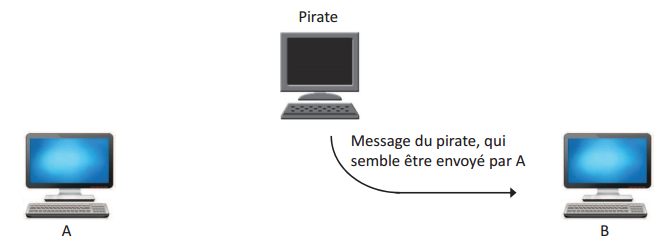 Pirate
Message du pirate, qui
semble être envoyé par A
A
B